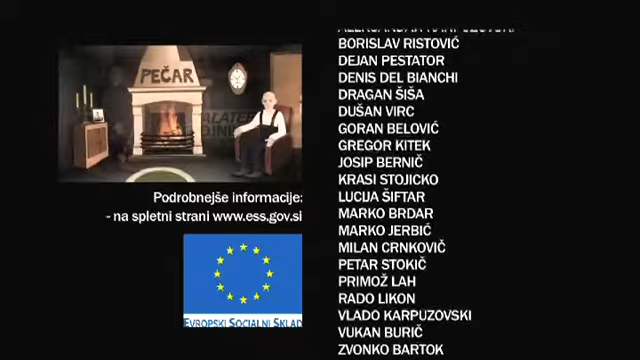 PEČAR
Podrobnejše informacije:
- na spletni strani www.ess.gov.si
EVROPSKI SOCIALNI SKLAD
BORISLAV RISTOVIĆ
DEJAN PESTATOR
DENIS DEL BIANCHI
DRAGAN ŠIŠA
DUŠAN VIRC
GORAN BELOVIĆ
GREGOR KITEK
JOSIP BERNIČ
KRASI STOJICKO
LUCIJA ŠIFTAR
MARKO BRDAR
MARKO JERBIĆ
MILAN CRNKOVIČ
PETAR STOKIČ
PRIMOŽ LAH
RADO LIKON
VLADO KARPUZOVSKI
VUKAN BURIČ
ZVONKO BARTOK